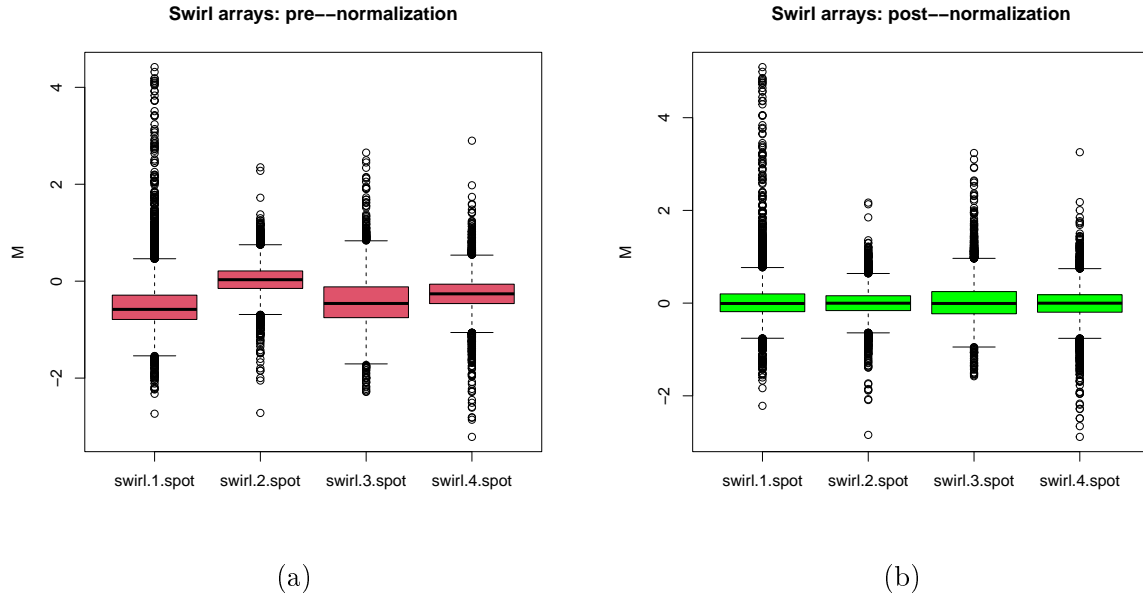 Swirl arrays: pre−−normalization
M
4
2
0
−2
swirl.1.spot swirl.2.spot swirl.3.spot swirl.4.spot
(a)
Swirl arrays: post−−normalization
M
4
2
0
−2
swirl.1.spot swirl.2.spot swirl.3.spot swirl.4.spot
(b)